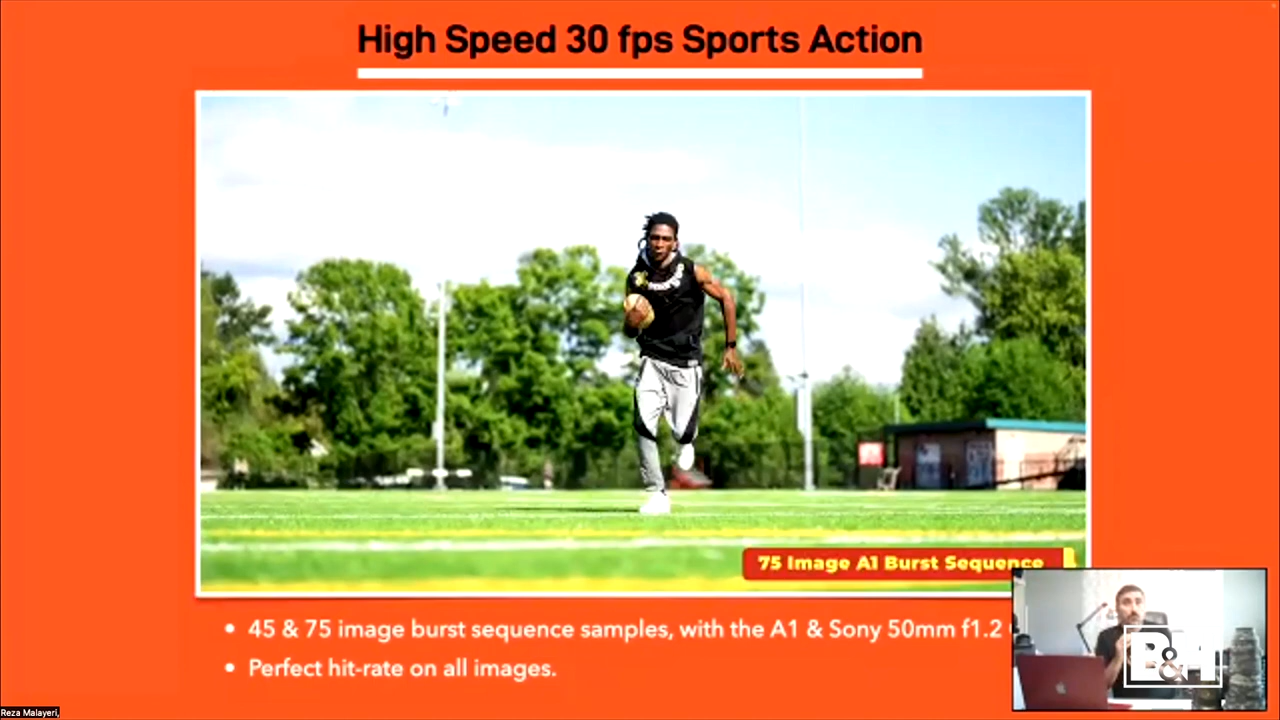 High Speed 30 fps Sports Action
75 Image A1 Burst Sequence
• 45 & 75 image burst sequence samples, with the A1 & Sony 50mm f1.2
• Perfect hit-rate on all images.
B&H
Reza Malayeri,